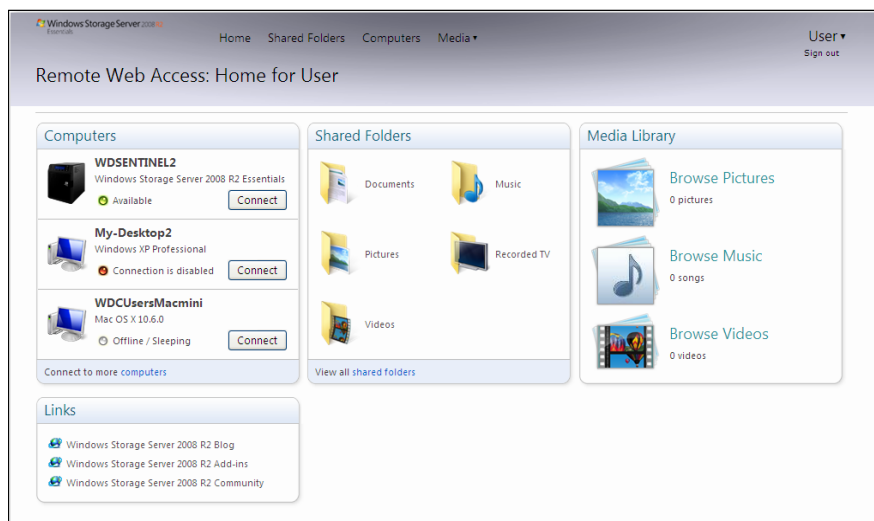 Windows Storage Server 2008 R2
Essentials
Home Shared Folders Computers Media
User
Sign out
Remote Web Access: Home for User
Computers
WDSENTINEL2
Windows Storage Server 2008 R2 Essentials
Available
Connect
My-Desktop2
Windows XP Professional
Connection is disabled
Connect
WDCUsersMacmini
Mac OS X 10.6.0
Offline / Sleeping
Connect
Connect to more computers
Shared Folders
Documents
Music
Pictures
Recorded TV
Videos
View all shared folders
Media Library
Browse Pictures
0 pictures
Browse Music
0 songs
Browse Videos
0 videos
Links
Windows Storage Server 2008 R2 Blog
Windows Storage Server 2008 R2 Add-ins
Windows Storage Server 2008 R2 Community